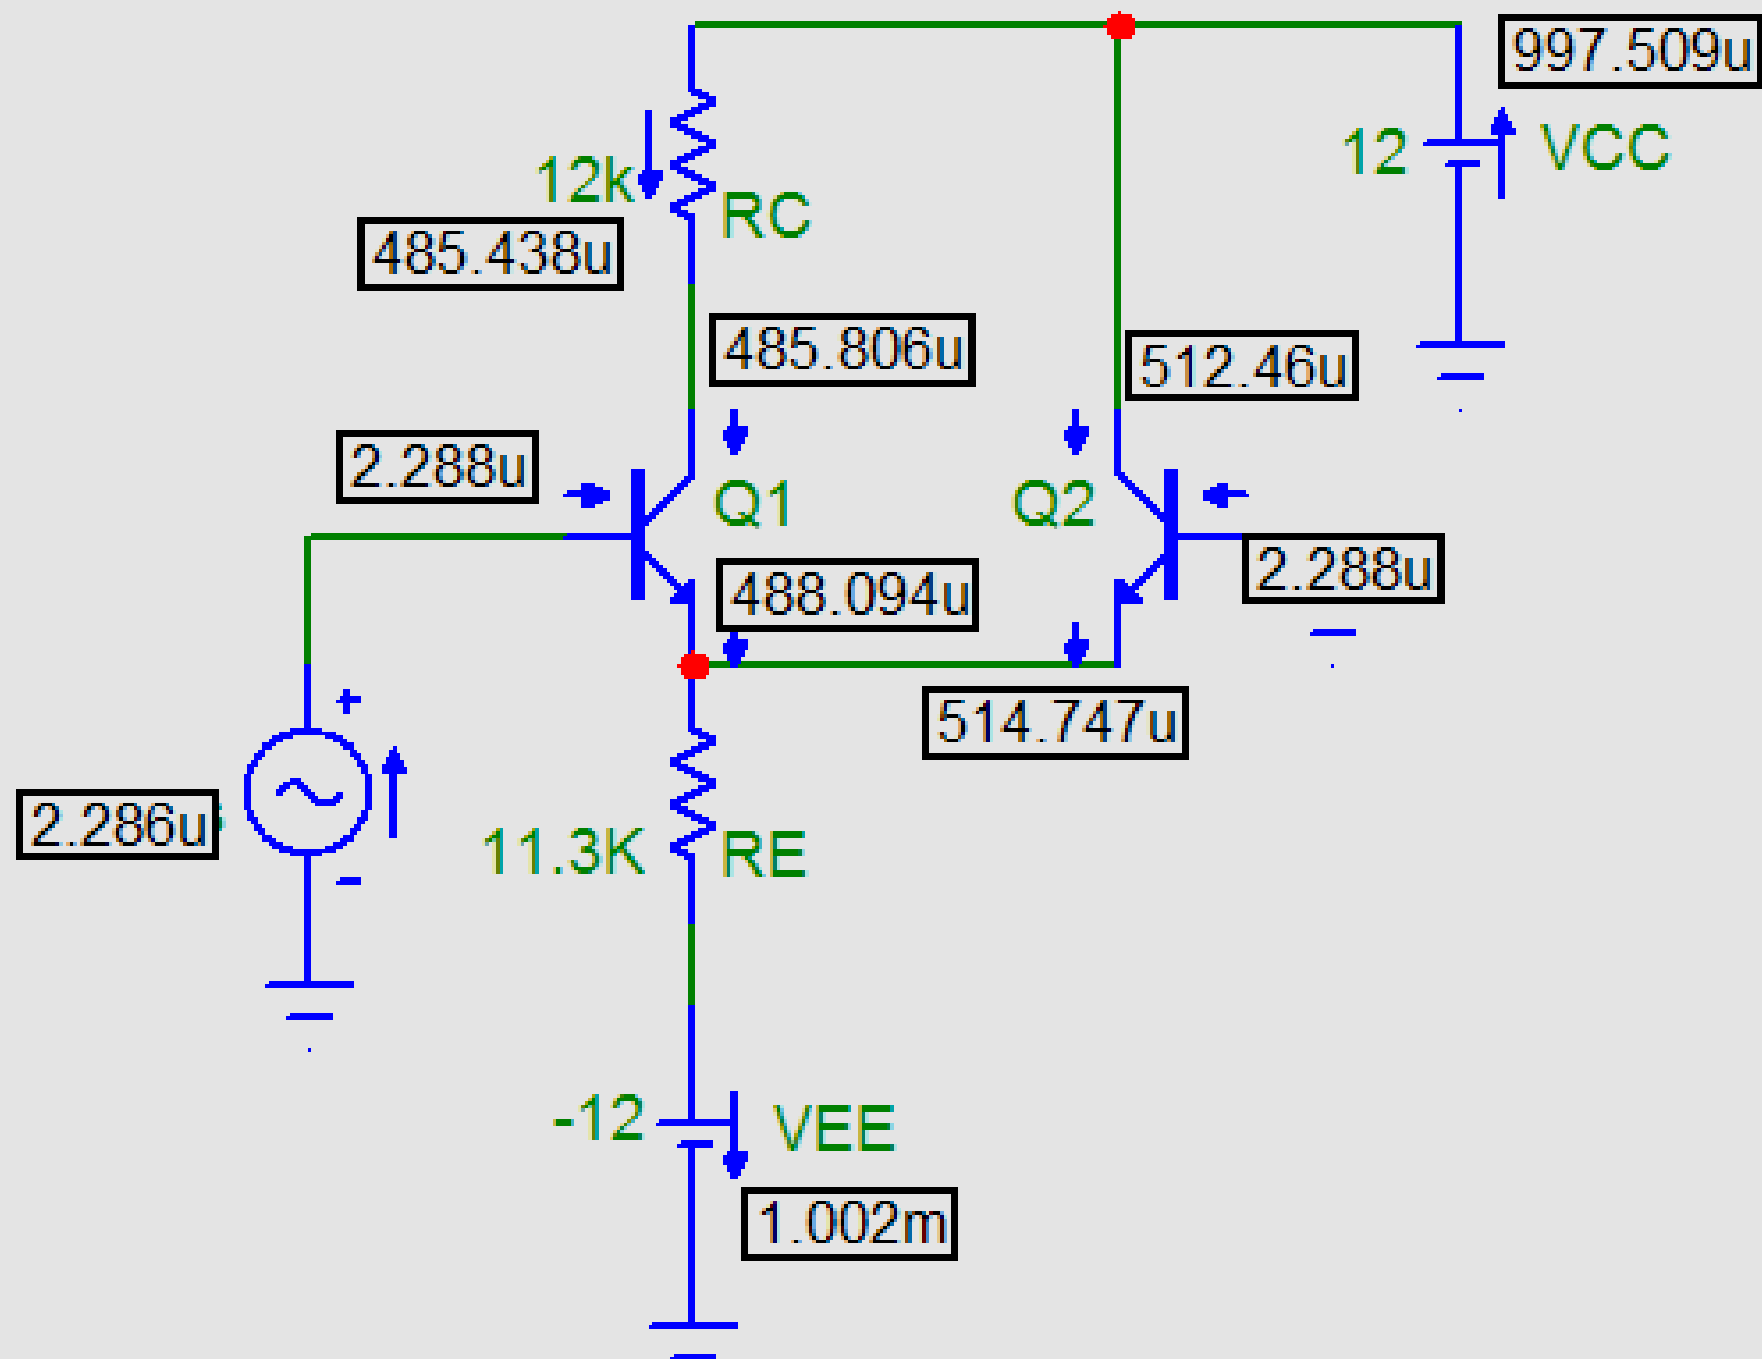 997.509u
12 VCC
12k
RC
485.438u
485.806u
512.46u
2.288u
Q1
Q2
488.094u
2.288u
514.747u
+
2.286u
11.3K RE
-
-12 VEE
1.002m